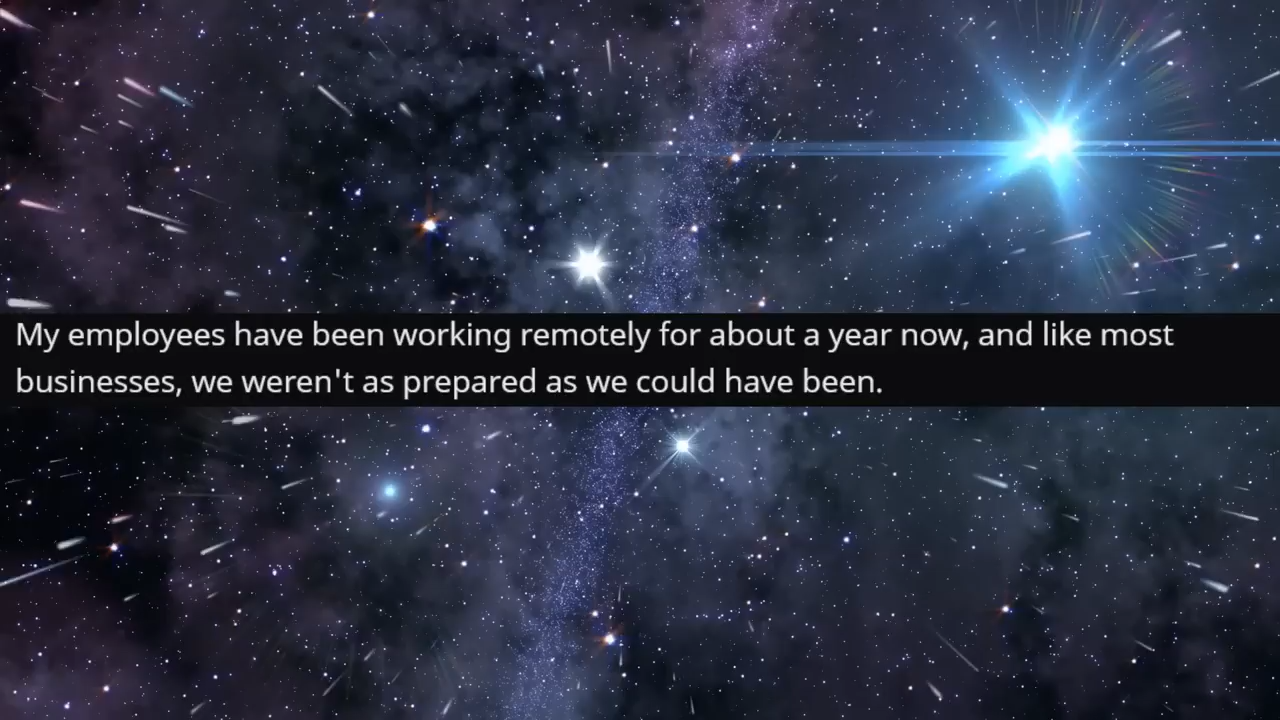 My employees have been working remotely for about a year now, and like most
businesses, we weren't as prepared as we could have been.